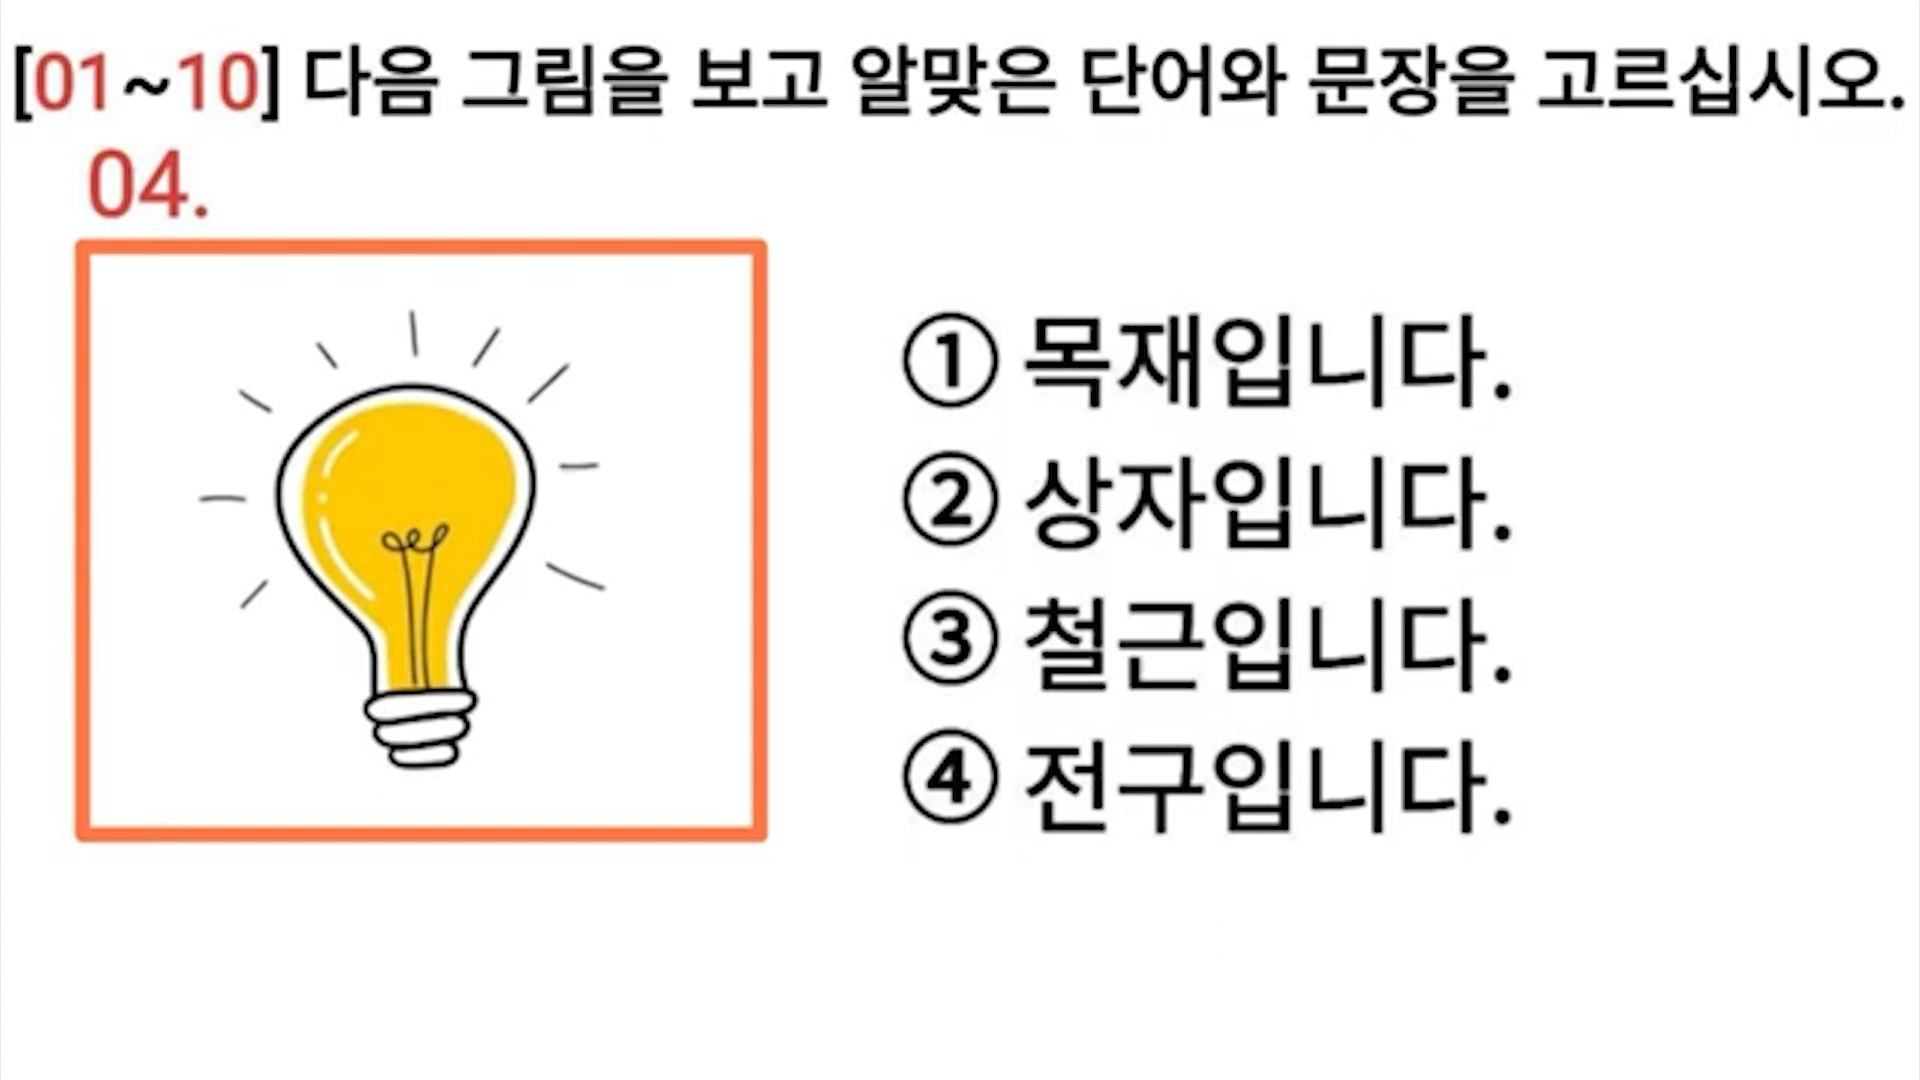 [01~10] 다음 그림을 보고 알맞은 단어와 문장을 고르십시오.
04.
① 목재입니다.
② 상자입니다.
③ 철근입니다.
④ 전구입니다.